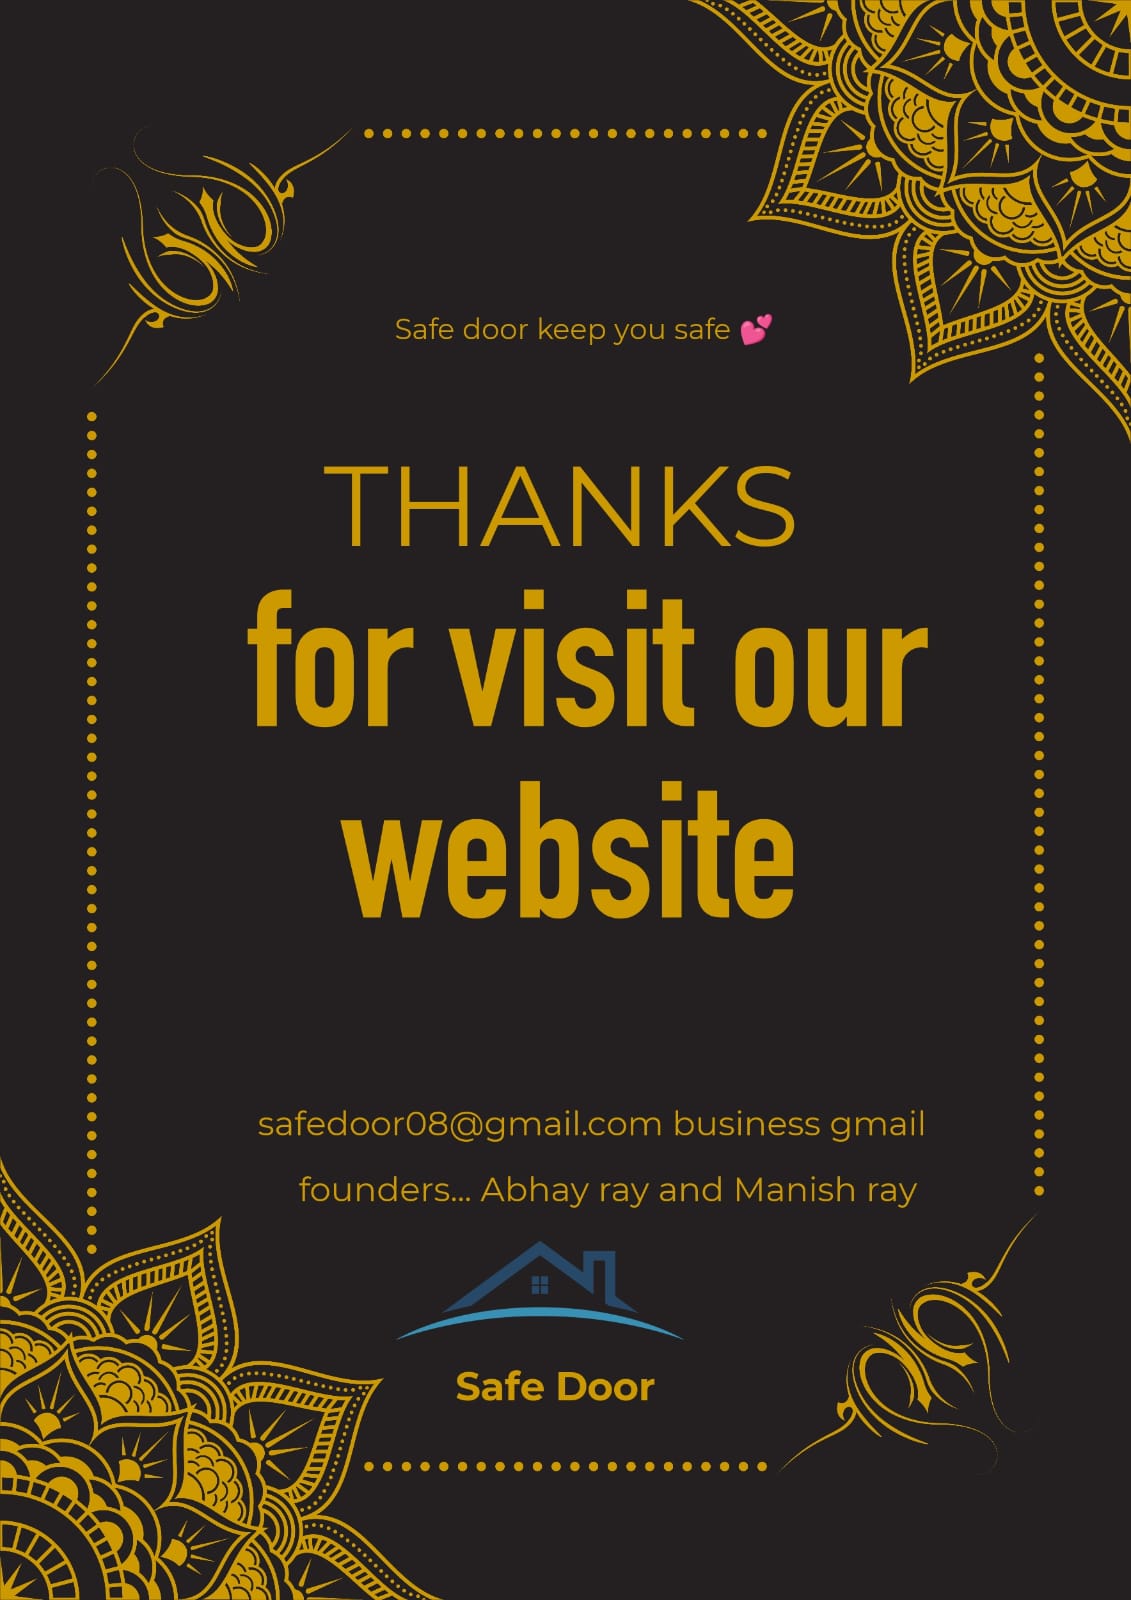 Safe door keep you safe 💕
THANKS
for visit our
website
safedoor08@gmail.com business gmail
founders... Abhay ray and Manish ray
Safe Door